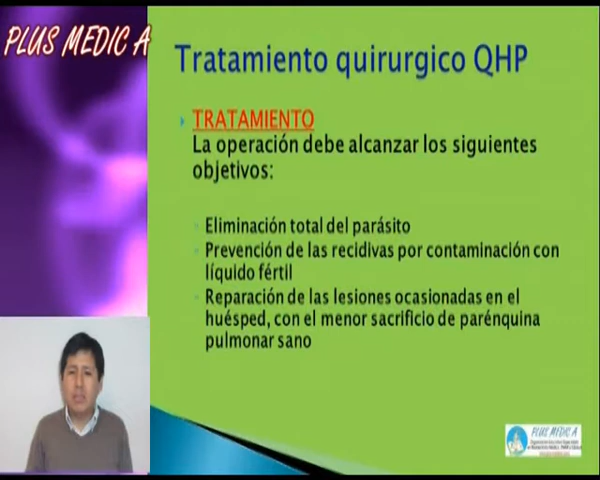 PLUS MEDIC A
Tratamiento quirurgico QHP
TRATAMIENTO
La operación debe alcanzar los siguientes
objetivos:
Eliminación total del parásito
Prevención de las recidivas por contaminación con
líquido fértil
Reparación de las lesiones ocasionadas en el
huésped, con el menor sacrificio de parénquina
pulmonar sano
PLUS MEDIC A